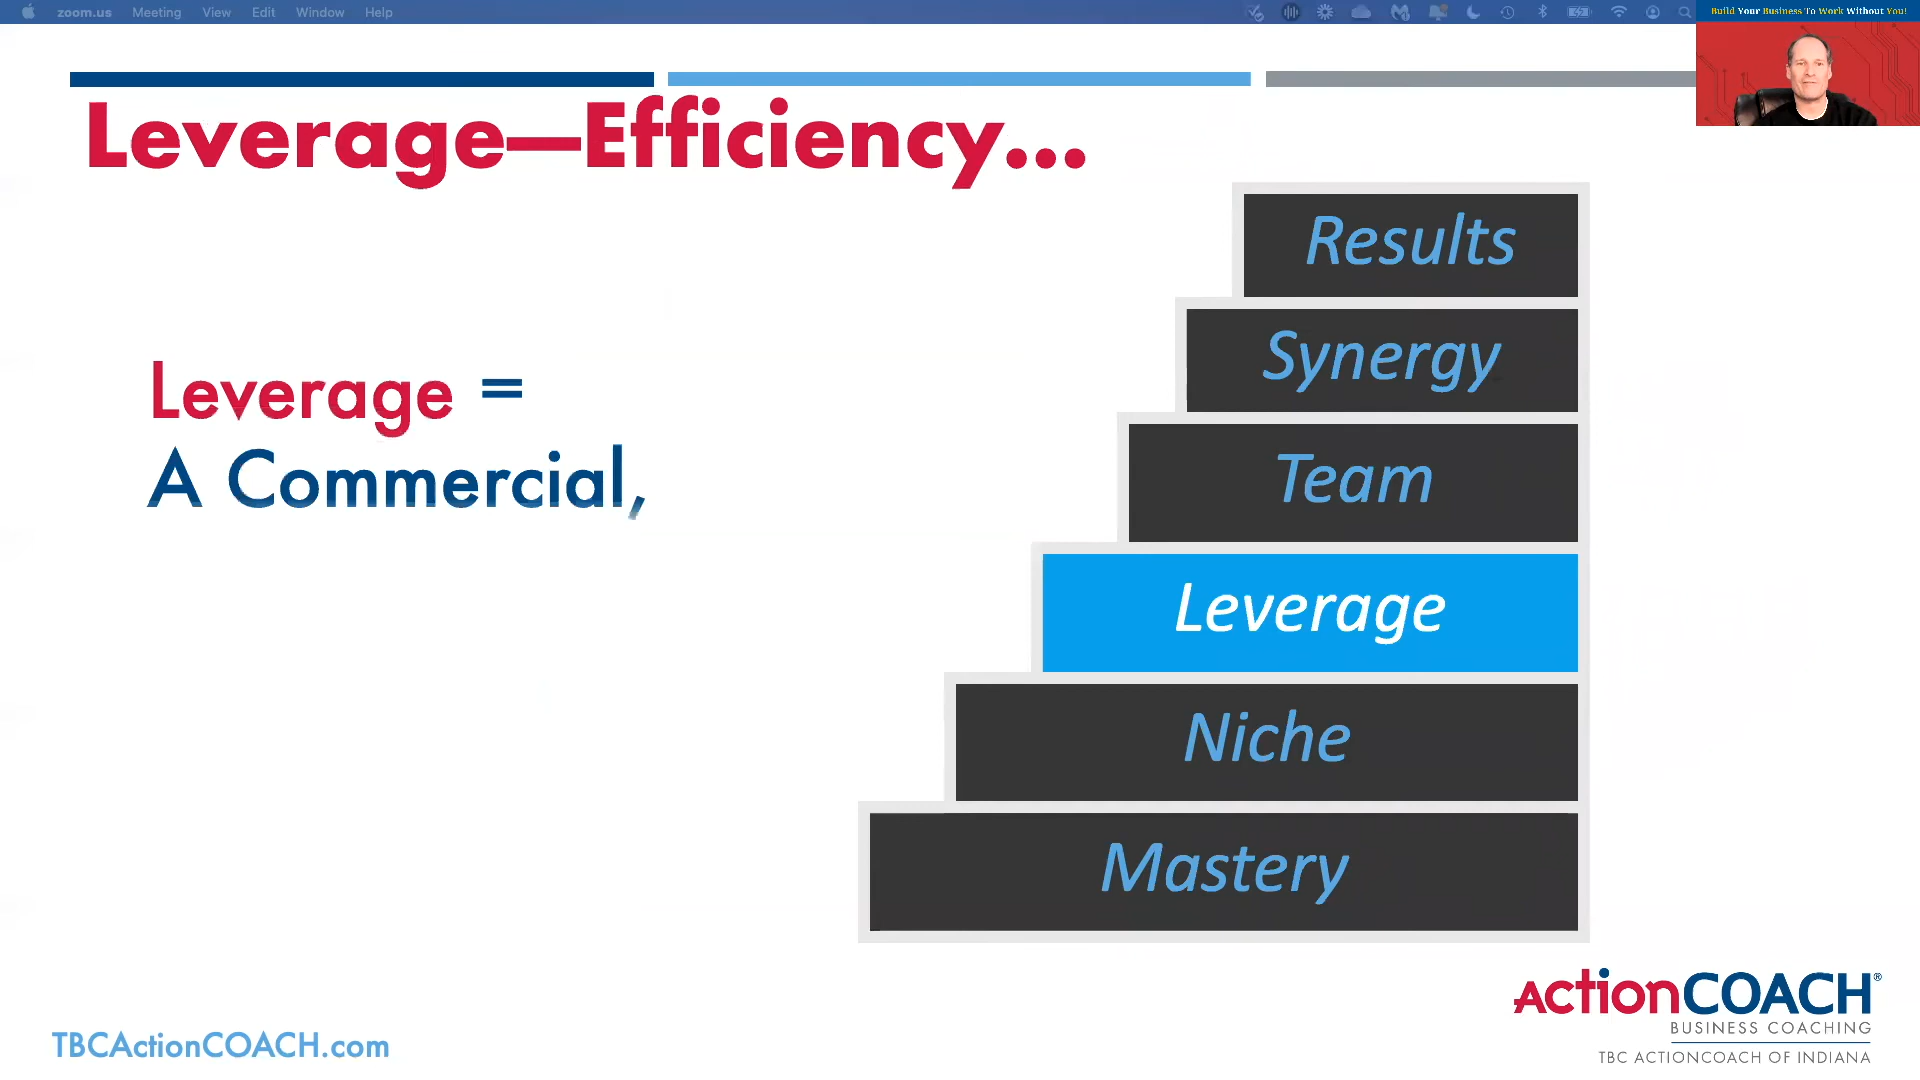 zoom.us Meeting View Edit Window Help
Build Your Business To Work Without You!
Leverage—Efficiency...
Results
Synergy
Team
Leverage
Niche
Mastery
Leverage =
A Commercial,
ActionCOACH®
BUSINESS COACHING
TBC ACTIONCOACH OF INDIANA
TBCActionCOACH.com